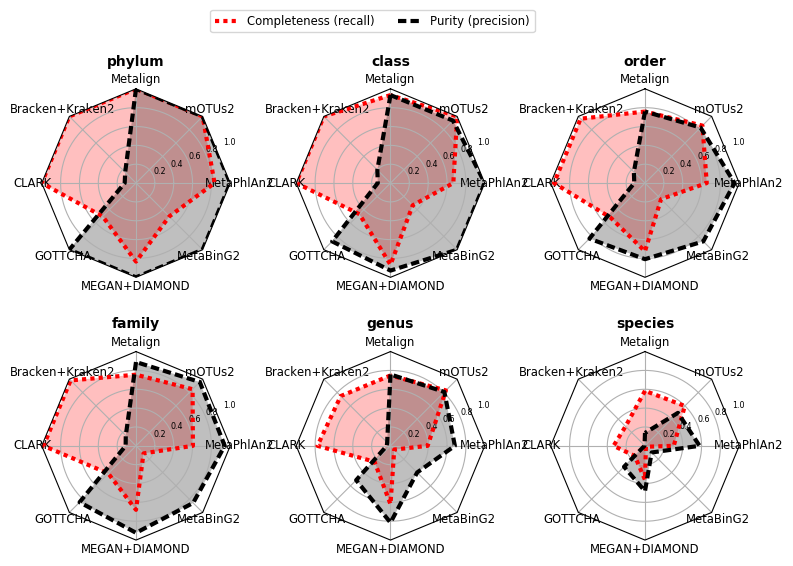 Completeness (recall) Purity (precision)
phylum
Metalign
Bracken+Kraken2
mOTUs2
1.0
0.8
0.6
0.4
0.2
CLARK
MetaPhlAn2
GOTTCHA
MetaBinG2
MEGAN+DIAMOND
class
Metalign
Bracken+Kraken2
mOTUs2
1.0
0.8
0.6
0.4
0.2
CLARK
MetaPhlAn2
GOTTCHA
MetaBinG2
MEGAN+DIAMOND
order
Metalign
Bracken+Kraken2
mOTUs2
1.0
0.8
0.6
0.4
0.2
CLARK
MetaPhlAn2
GOTTCHA
MetaBinG2
MEGAN+DIAMOND
family
Metalign
Bracken+Kraken2
mOTUs2
1.0
0.8
0.6
0.4
0.2
CLARK
MetaPhlAn2
GOTTCHA
MetaBinG2
MEGAN+DIAMOND
genus
Metalign
Bracken+Kraken2
mOTUs2
1.0
0.8
0.6
0.4
0.2
CLARK
MetaPhlAn2
GOTTCHA
MetaBinG2
MEGAN+DIAMOND
species
Metalign
Bracken+Kraken2
mOTUs2
1.0
0.8
0.6
0.4
0.2
CLARK
MetaPhlAn2
GOTTCHA
MetaBinG2
MEGAN+DIAMOND